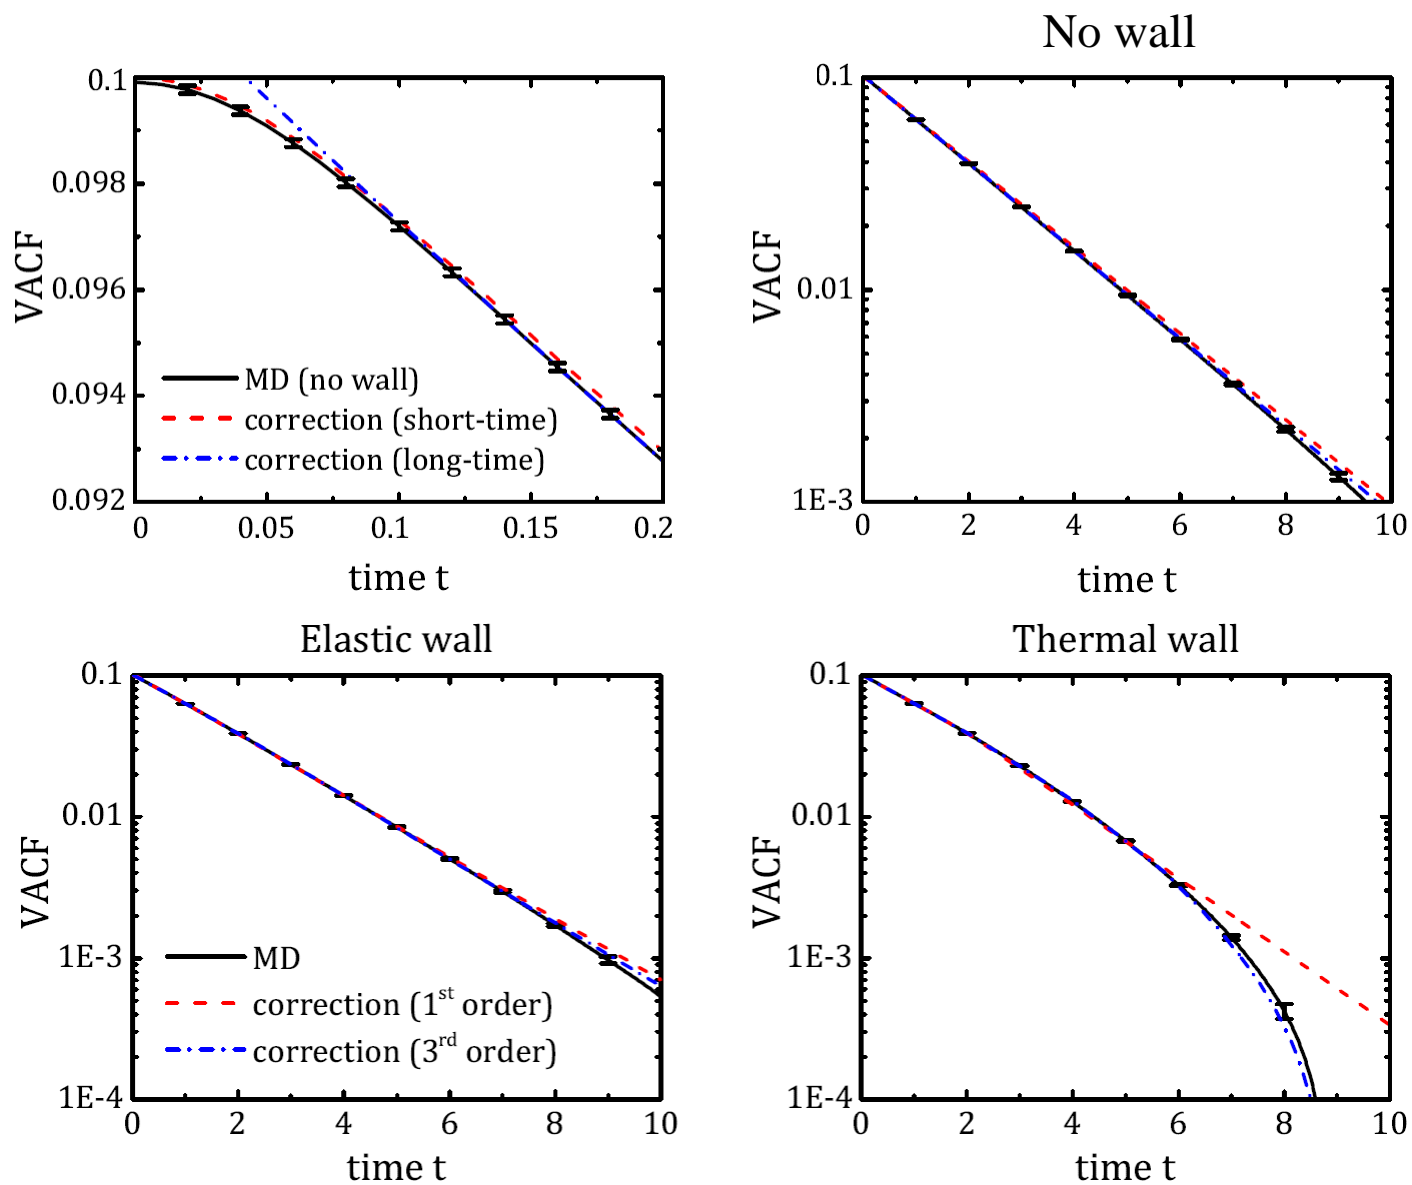 No wall
0.1
0.098
0.096
0.094
0.092
VACF
MD (no wall)
correction (short-time)
correction (long-time)
0
0.05
0.1
0.15
0.2
time t
0.1
0.01
1E-3
VACF
0
2
4
6
8
10
time t
Elastic wall
0.1
0.01
1E-3
1E-4
VACF
MD
correction (1st order)
correction (3rd order)
0
2
4
6
8
10
time t
Thermal wall
0.1
0.01
1E-3
1E-4
VACF
0
2
4
6
8
10
time t